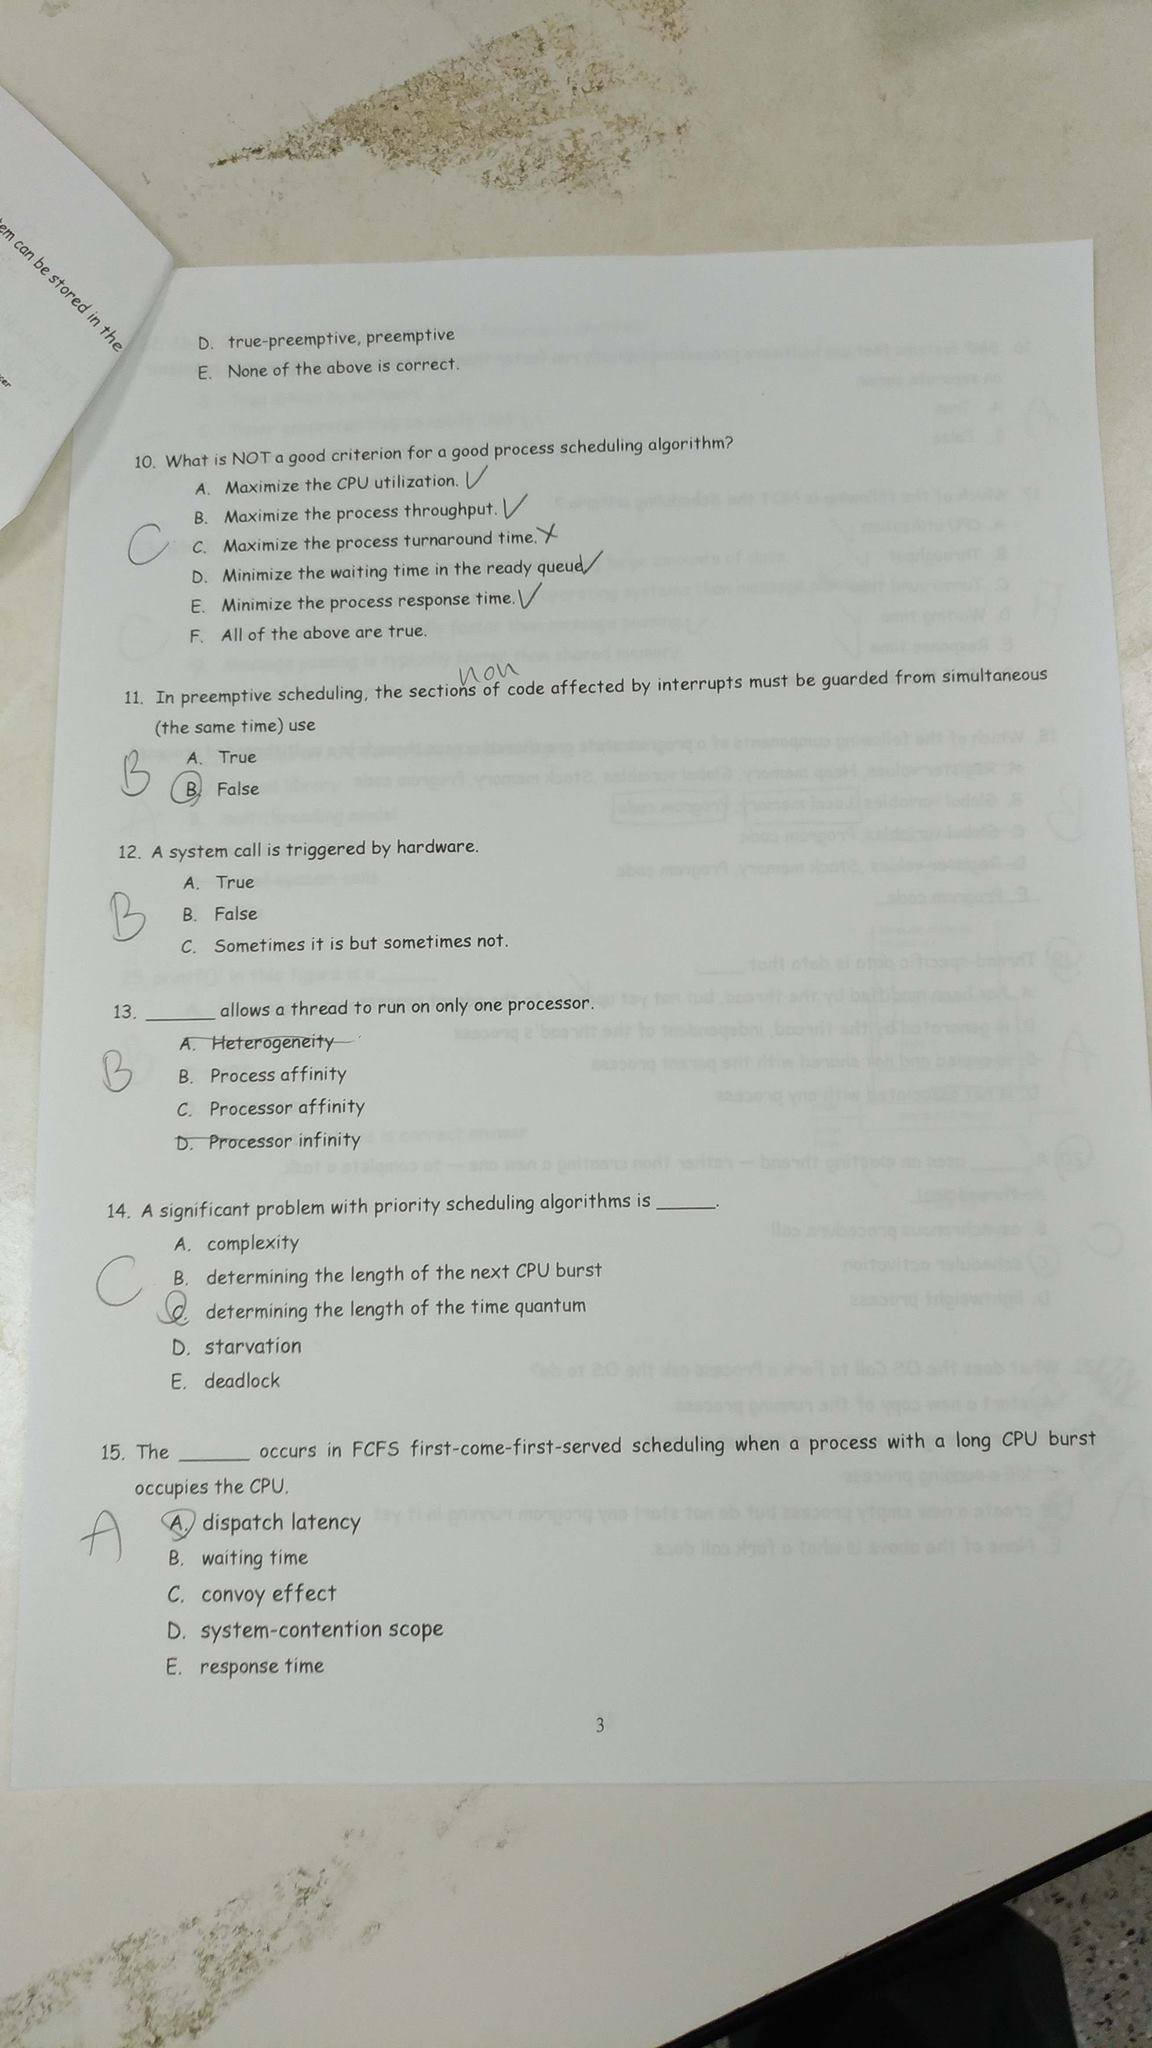 em can be stored in the
D. true-preemptive, preemptive
E. None of the above is correct.
10. What is NOT a good criterion for a good process scheduling algorithm?
A. Maximize the CPU utilization. ✓
B. Maximize the process throughput. ✓
C
C. Maximize the process turnaround time. X
D. Minimize the waiting time in the ready queue ✓
E. Minimize the process response time. ✓
F. All of the above are true.
non
11. In preemptive scheduling, the sections of code affected by interrupts must be guarded from simultaneous
(the same time) use
A. True
B
B. False
12. A system call is triggered by hardware.
A. True
B
B. False
C. Sometimes it is but sometimes not.
13. ______ allows a thread to run on only one processor.
A. Heterogeneity
B
B. Process affinity
C. Processor affinity
D. Processor infinity
14. A significant problem with priority scheduling algorithms is _____.
A. complexity
C
B. determining the length of the next CPU burst
C. determining the length of the time quantum
D. starvation
E. deadlock
15. The ______ occurs in FCFS first-come-first-served scheduling when a process with a long CPU burst
occupies the CPU.
A
A. dispatch latency
B. waiting time
C. convoy effect
D. system-contention scope
E. response time
3